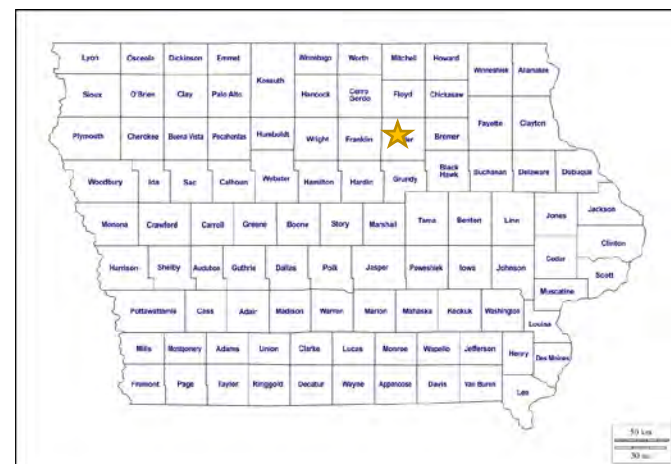 Lyon Osceola Dickinson Emmet Winnebago Worth Mitchell Howard
Kossuth Winneshiek Allamakee
Sioux O'Brien Clay Palo Alto Hancock Cerro Gordo Floyd Chickasaw
Plymouth Cherokee Buena Vista Pocahontas Humboldt Wright Franklin Bremer Fayette Clayton
Woodbury Ida Sac Calhoun Webster Hamilton Hardin Grundy Black Hawk Buchanan Delaware Dubuque
Monona Crawford Carroll Greene Boone Story Marshall Tama Benton Linn Jones Jackson
Clinton
Harrison Shelby Audubon Guthrie Dallas Polk Jasper Poweshiek Iowa Johnson Cedar Scott
Muscatine
Pottawattamie Cass Adair Madison Warren Marion Mahaska Keokuk Washington Louisa
Mills Montgomery Adams Union Clarke Lucas Monroe Wapello Jefferson Henry Des Moines
Fremont Page Taylor Ringgold Decatur Wayne Appanoose Davis Van Buren Lee
50 km
30 mi